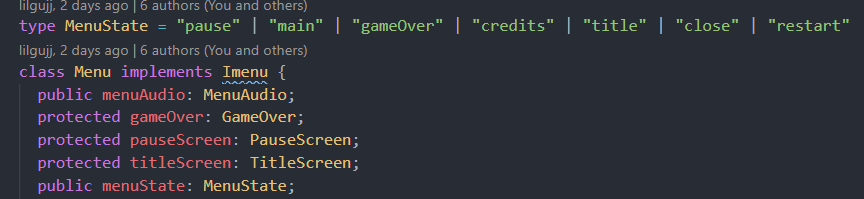 lilgujj, 2 days ago | 6 authors (You and others)
type MenuState = "pause" | "main" | "gameOver" | "credits" | "title" | "close" | "restart"
lilgujj, 2 days ago | 6 authors (You and others)
class Menu implements Imenu {
public menuAudio: MenuAudio;
protected gameOver: GameOver;
protected pauseScreen: PauseScreen;
protected titleScreen: TitleScreen;
public menuState: MenuState;